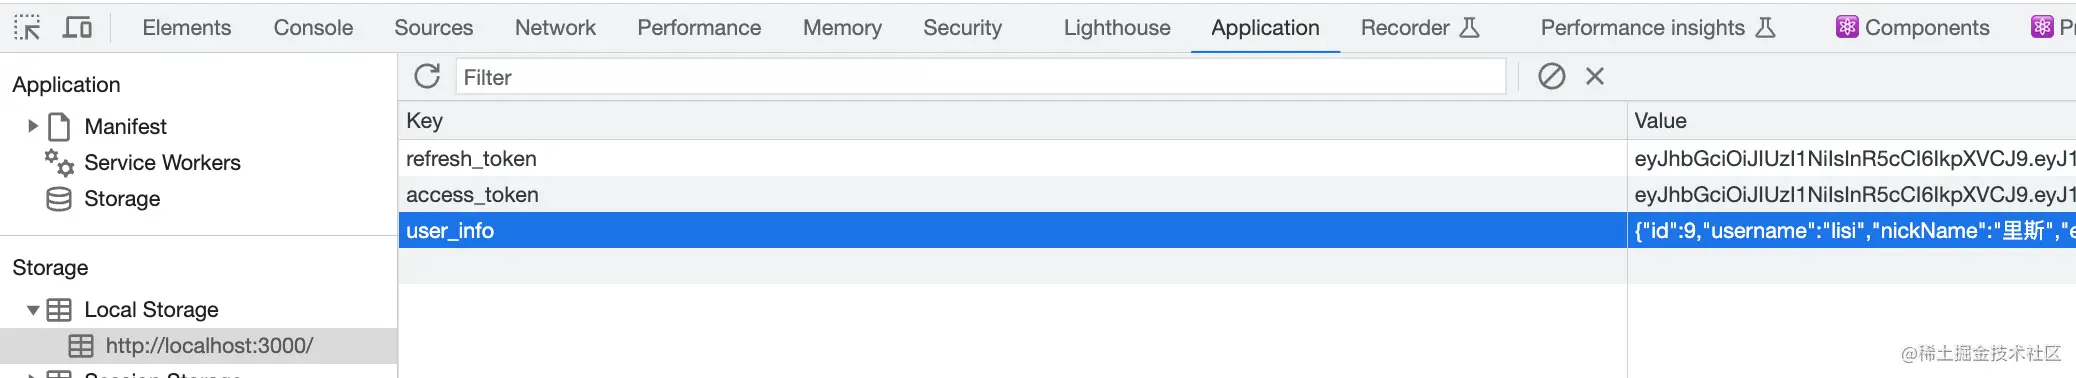 Elements Console Sources Network Performance Memory Security Lighthouse Application Recorder Performance insights Components
Application
Manifest
Service Workers
Storage
Storage
Local Storage
http://localhost:3000/
Filter
Key Value
refresh_token eyJhbGciOiJIUzI1NiIsInR5cCI6IkpXVCJ9.eyJ1
access_token eyJhbGciOiJIUzI1NiIsInR5cCI6IkpXVCJ9.eyJ1
user_info {"id":9,"username":"lisi","nickName":"里斯","e
@稀土掘金技术社区